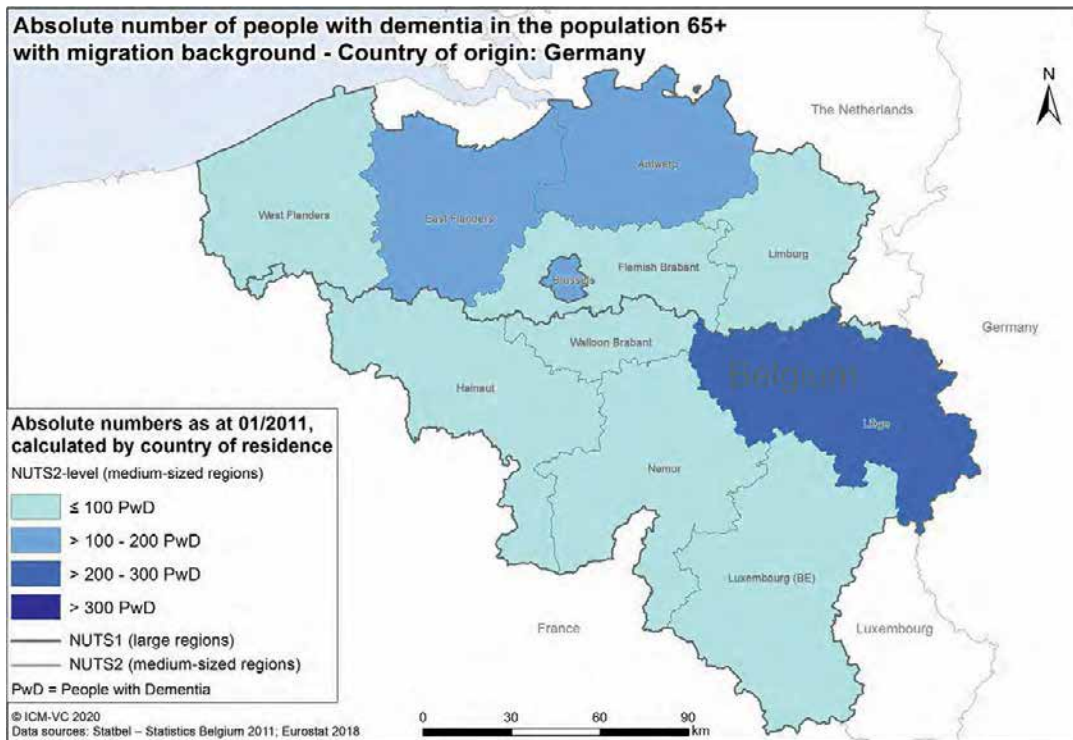 Absolute number of people with dementia in the population 65+
with migration background - Country of origin: Germany
N
The Netherlands
Antwerp
West Flanders
East Flanders
Limburg
Flemish Brabant
Brussels
Germany
Walloon Brabant
Belgium
Hainaut
Liège
Namur
Luxembourg (BE)
France
Luxembourg
Absolute numbers as at 01/2011,
calculated by country of residence
NUTS2-level (medium-sized regions)
≤ 100 PwD
> 100 - 200 PwD
> 200 - 300 PwD
> 300 PwD
NUTS1 (large regions)
NUTS2 (medium-sized regions)
PwD = People with Dementia
© ICM-VC 2020
Data sources: Statbel – Statistics Belgium 2011; Eurostat 2018
0 30 60 90
km